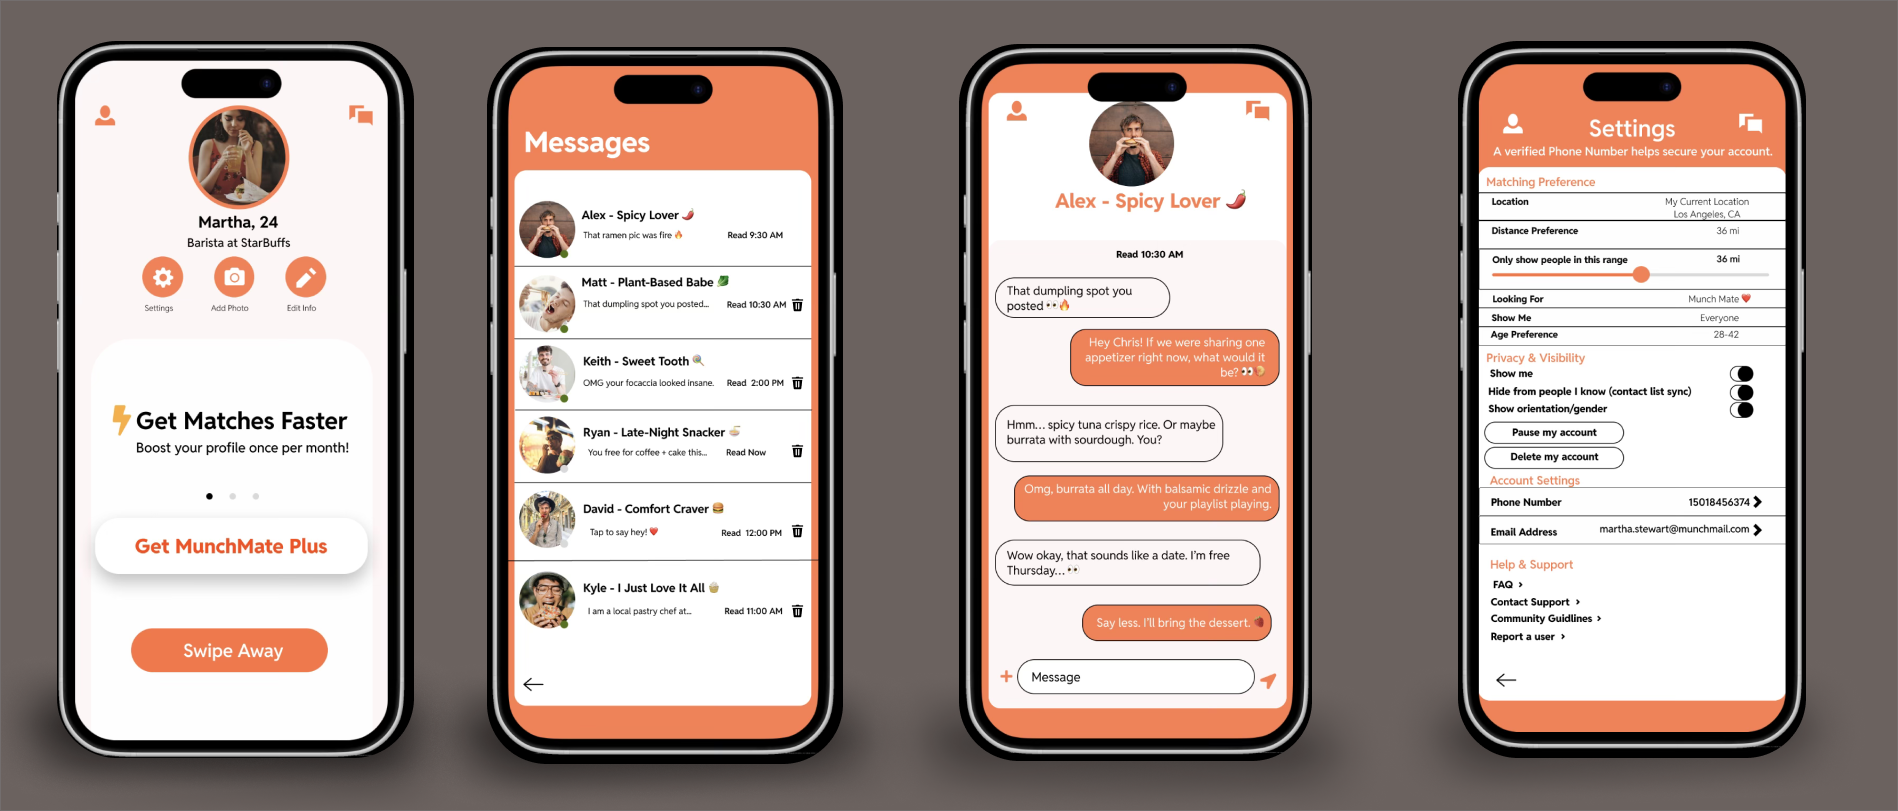 Martha, 24
Barista at StarBuffs
Settings
Add Photo
Edit Info
⚡Get Matches Faster
Boost your profile once per month!
Get MunchMate Plus
Swipe Away
Messages
Alex - Spicy Lover 🌶️
That ramen pic was fire 🔥 Read 9:30 AM
Matt - Plant-Based Babe 🌿
That dumpling spot you posted... Read 10:30 AM
Keith - Sweet Tooth 🍭
OMG your focaccia looked insane. Read 2:00 PM
Ryan - Late-Night Snacker 🍜
You free for coffee + cake this... Read Now
David - Comfort Craver 🍔
Tap to say hey! ❤️ Read 12:00 PM
Kyle - I Just Love It All 🧁
I am a local pastry chef at... Read 11:00 AM
Alex - Spicy Lover 🌶️
Read 10:30 AM
That dumpling spot you
posted 👀🔥
Hey Chris! If we were sharing one
appetizer right now, what would it
be? 👀🥟
Hmm... spicy tuna crispy rice. Or maybe
burrata with sourdough. You?
Omg, burrata all day. With balsamic drizzle and
your playlist playing.
Wow okay, that sounds like a date. I'm free
Thursday... 👀
Say less. I'll bring the dessert. 🍫
Message
Settings
A verified Phone Number helps secure your account.
Matching Preference
Location My Current Location
Los Angeles, CA
Distance Preference 36 mi
Only show people in this range 36 mi
Looking For Munch Mate ❤️
Show Me Everyone
Age Preference 28-42
Privacy & Visibility
Show me
Hide from people I know (contact list sync)
Show orientation/gender
Pause my account
Delete my account
Account Settings
Phone Number 15018456374
Email Address martha.stewart@munchmail.com
Help & Support
FAQ >
Contact Support >
Community Guidlines >
Report a user >